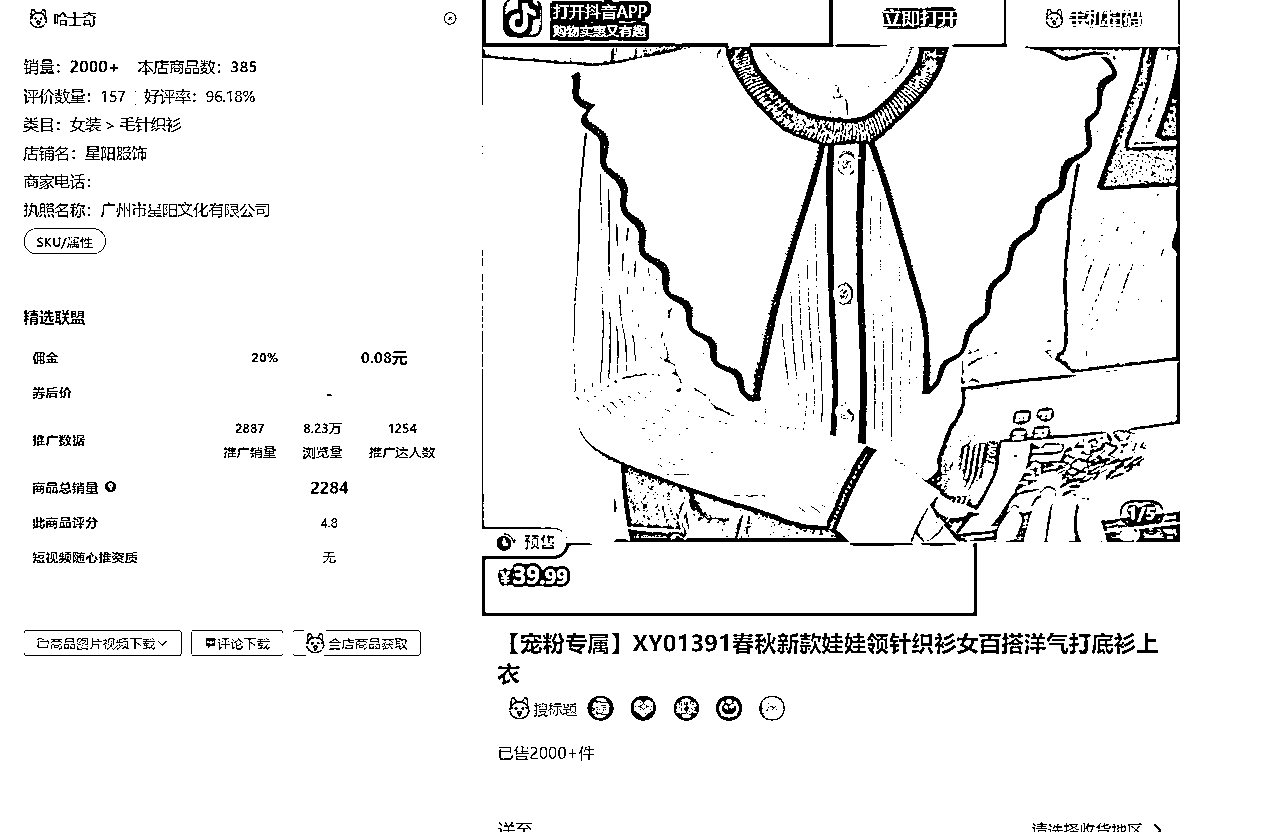 哈士奇
销量：2000+ 本店商品数：385
评价数量：157 好评率：96.18%
类目：女装 > 毛针织衫
店铺名：星阳服饰
商家电话：
执照名称：广州市星阳文化有限公司
SKU/属性
精选联盟
佣金 20% 0.08元
券后价 -
推广数据 2887 8.23万 1254
推广销量 浏览量 推广达人数
商品总销量 2284
此商品评分 4.8
短视频随心推资质 无
商品图片视频下载 评论下载 全店商品获取
打开抖音APP
购物实惠又有趣
立即打开
手机扫码
1/5
预售
¥39.99
【宠粉专属】XY01391春秋新款娃娃领针织衫女百搭洋气打底衫上
衣
搜标题
已售2000+件
送至 请选择收货地区